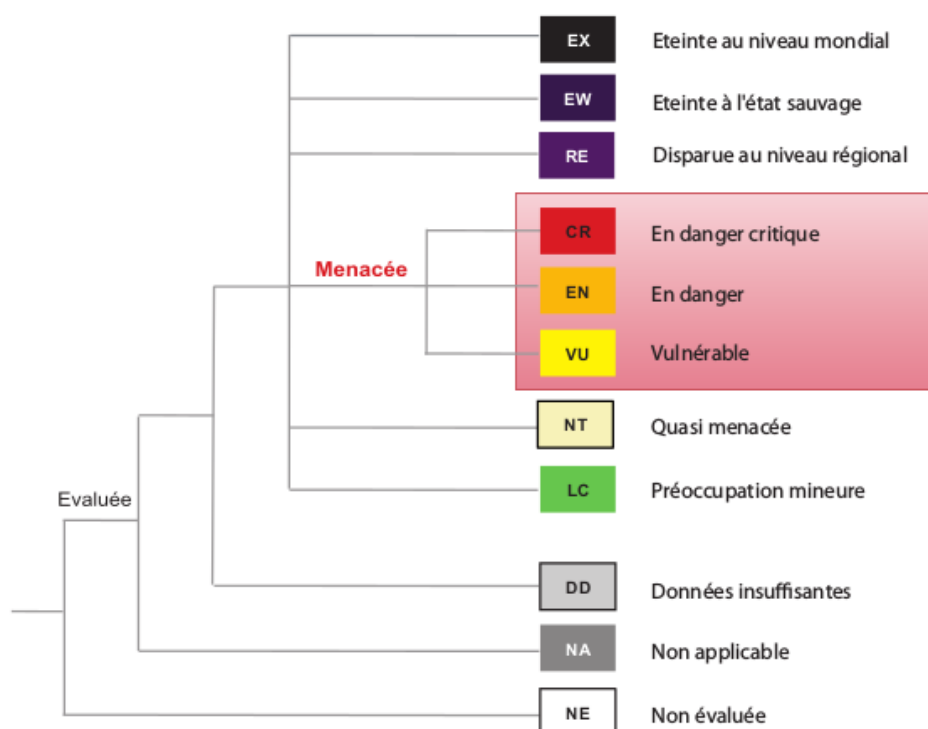 EX Eteinte au niveau mondial
EW Eteinte à l'état sauvage
RE Disparue au niveau régional
CR En danger critique
Menacée
EN En danger
VU Vulnérable
NT Quasi menacée
LC Préoccupation mineure
Evaluée
DD Données insuffisantes
NA Non applicable
NE Non évaluée